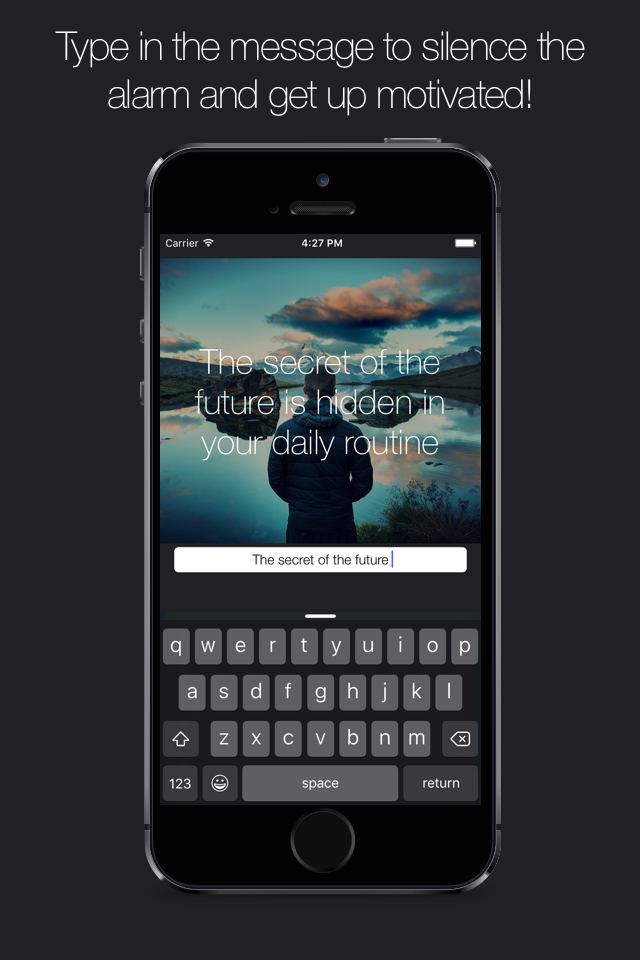 Type in the message to silence the
alarm and get up motivated!
Carrier 4:27 PM
The secret of the
future is hidden in
your daily routine
The secret of the future
q w e r t y u i o p
a s d f g h j k l
z x c v b n m
123 space return